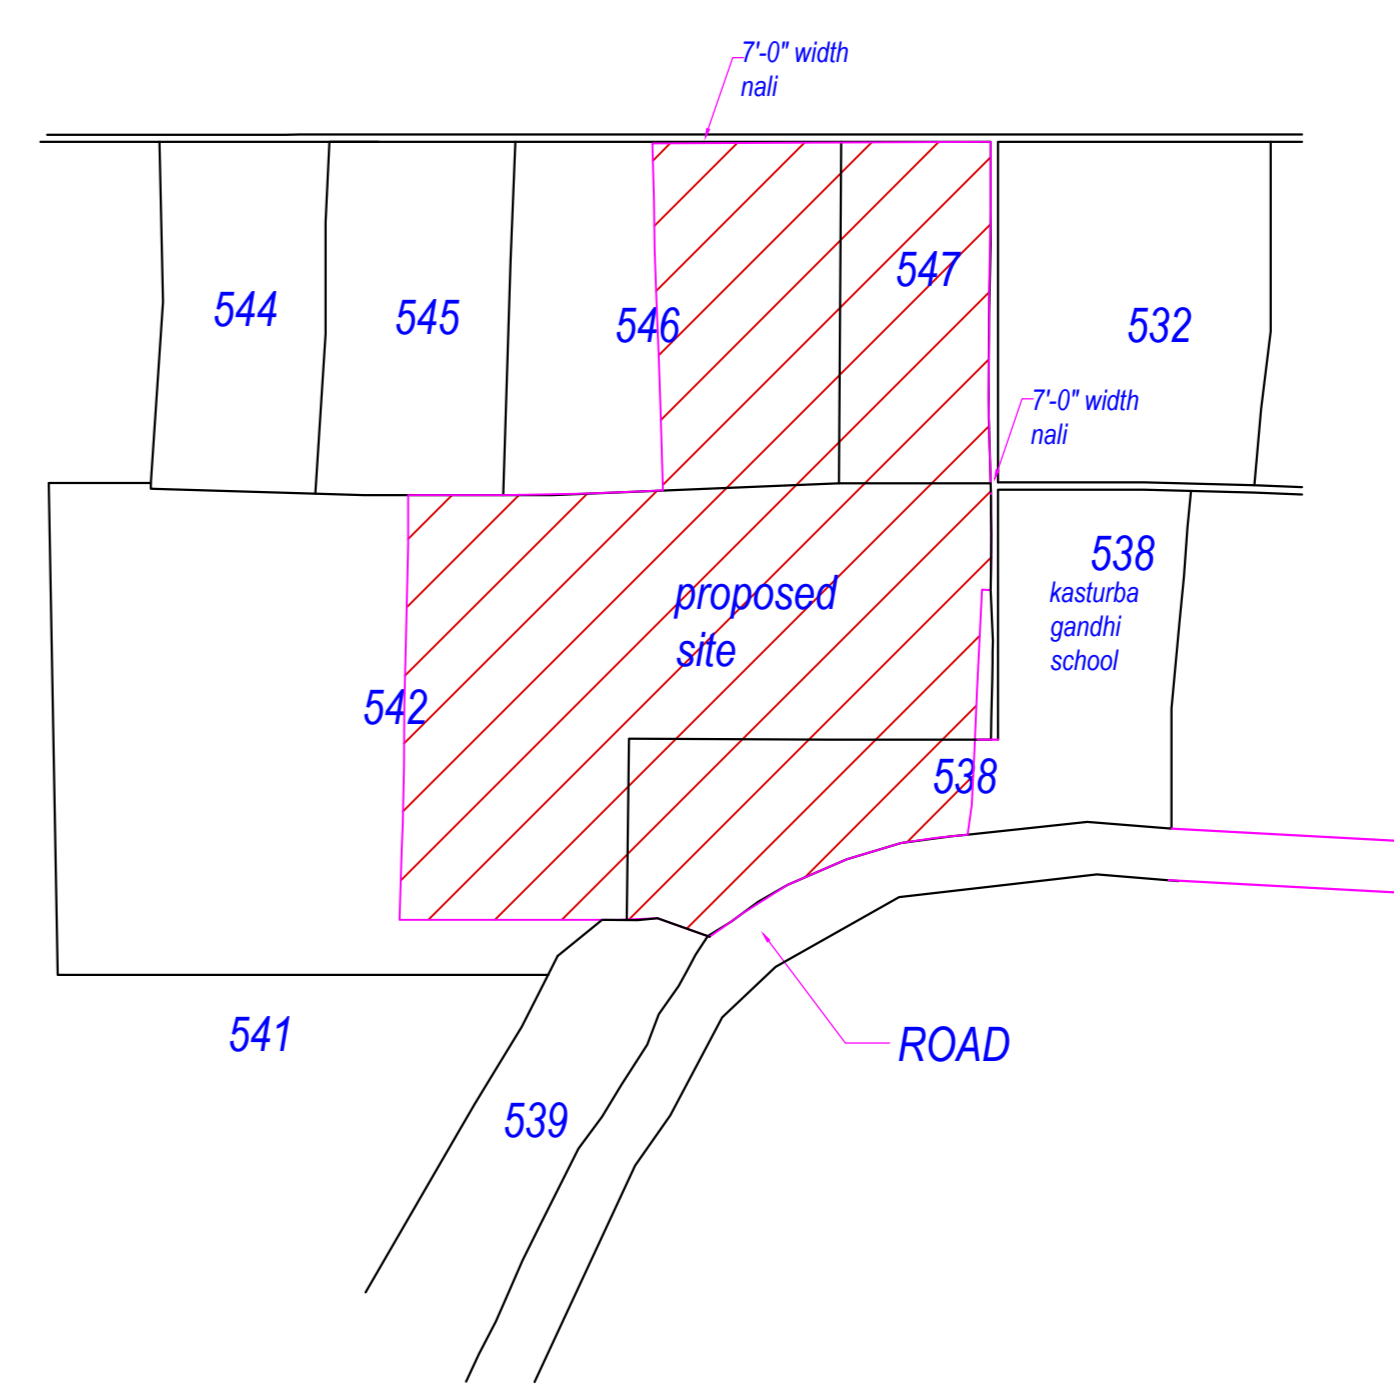 7'-0" width
nali
547
544
545
546
532
7'-0" width
nali
538
kasturba
gandhi
school
proposed
site
542
538
541
ROAD
539